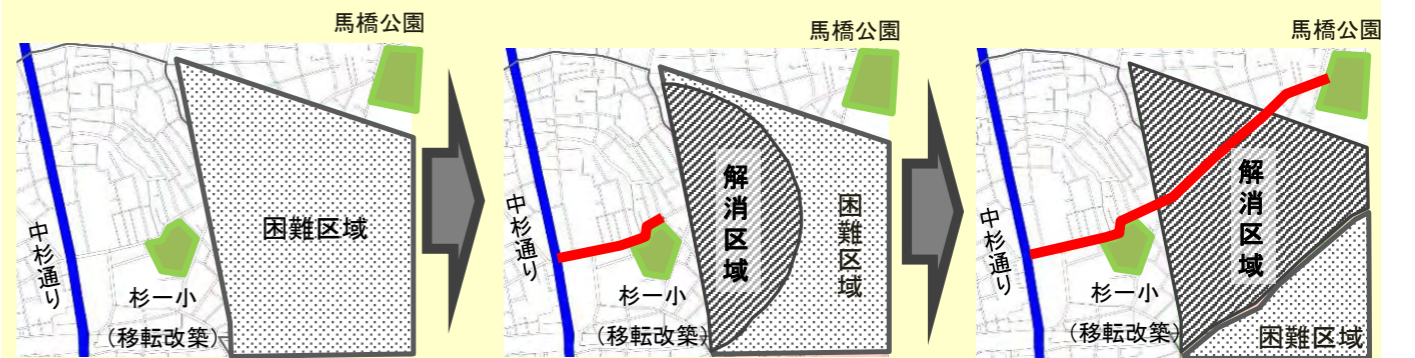 馬橋公園
困難区域
中杉通り
杉一小
(移転改築)
馬橋公園
解消区域
困難区域
中杉通り
杉一小
(移転改築)
馬橋公園
解消区域
中杉通り
杉一小
(移転改築)
困難区域